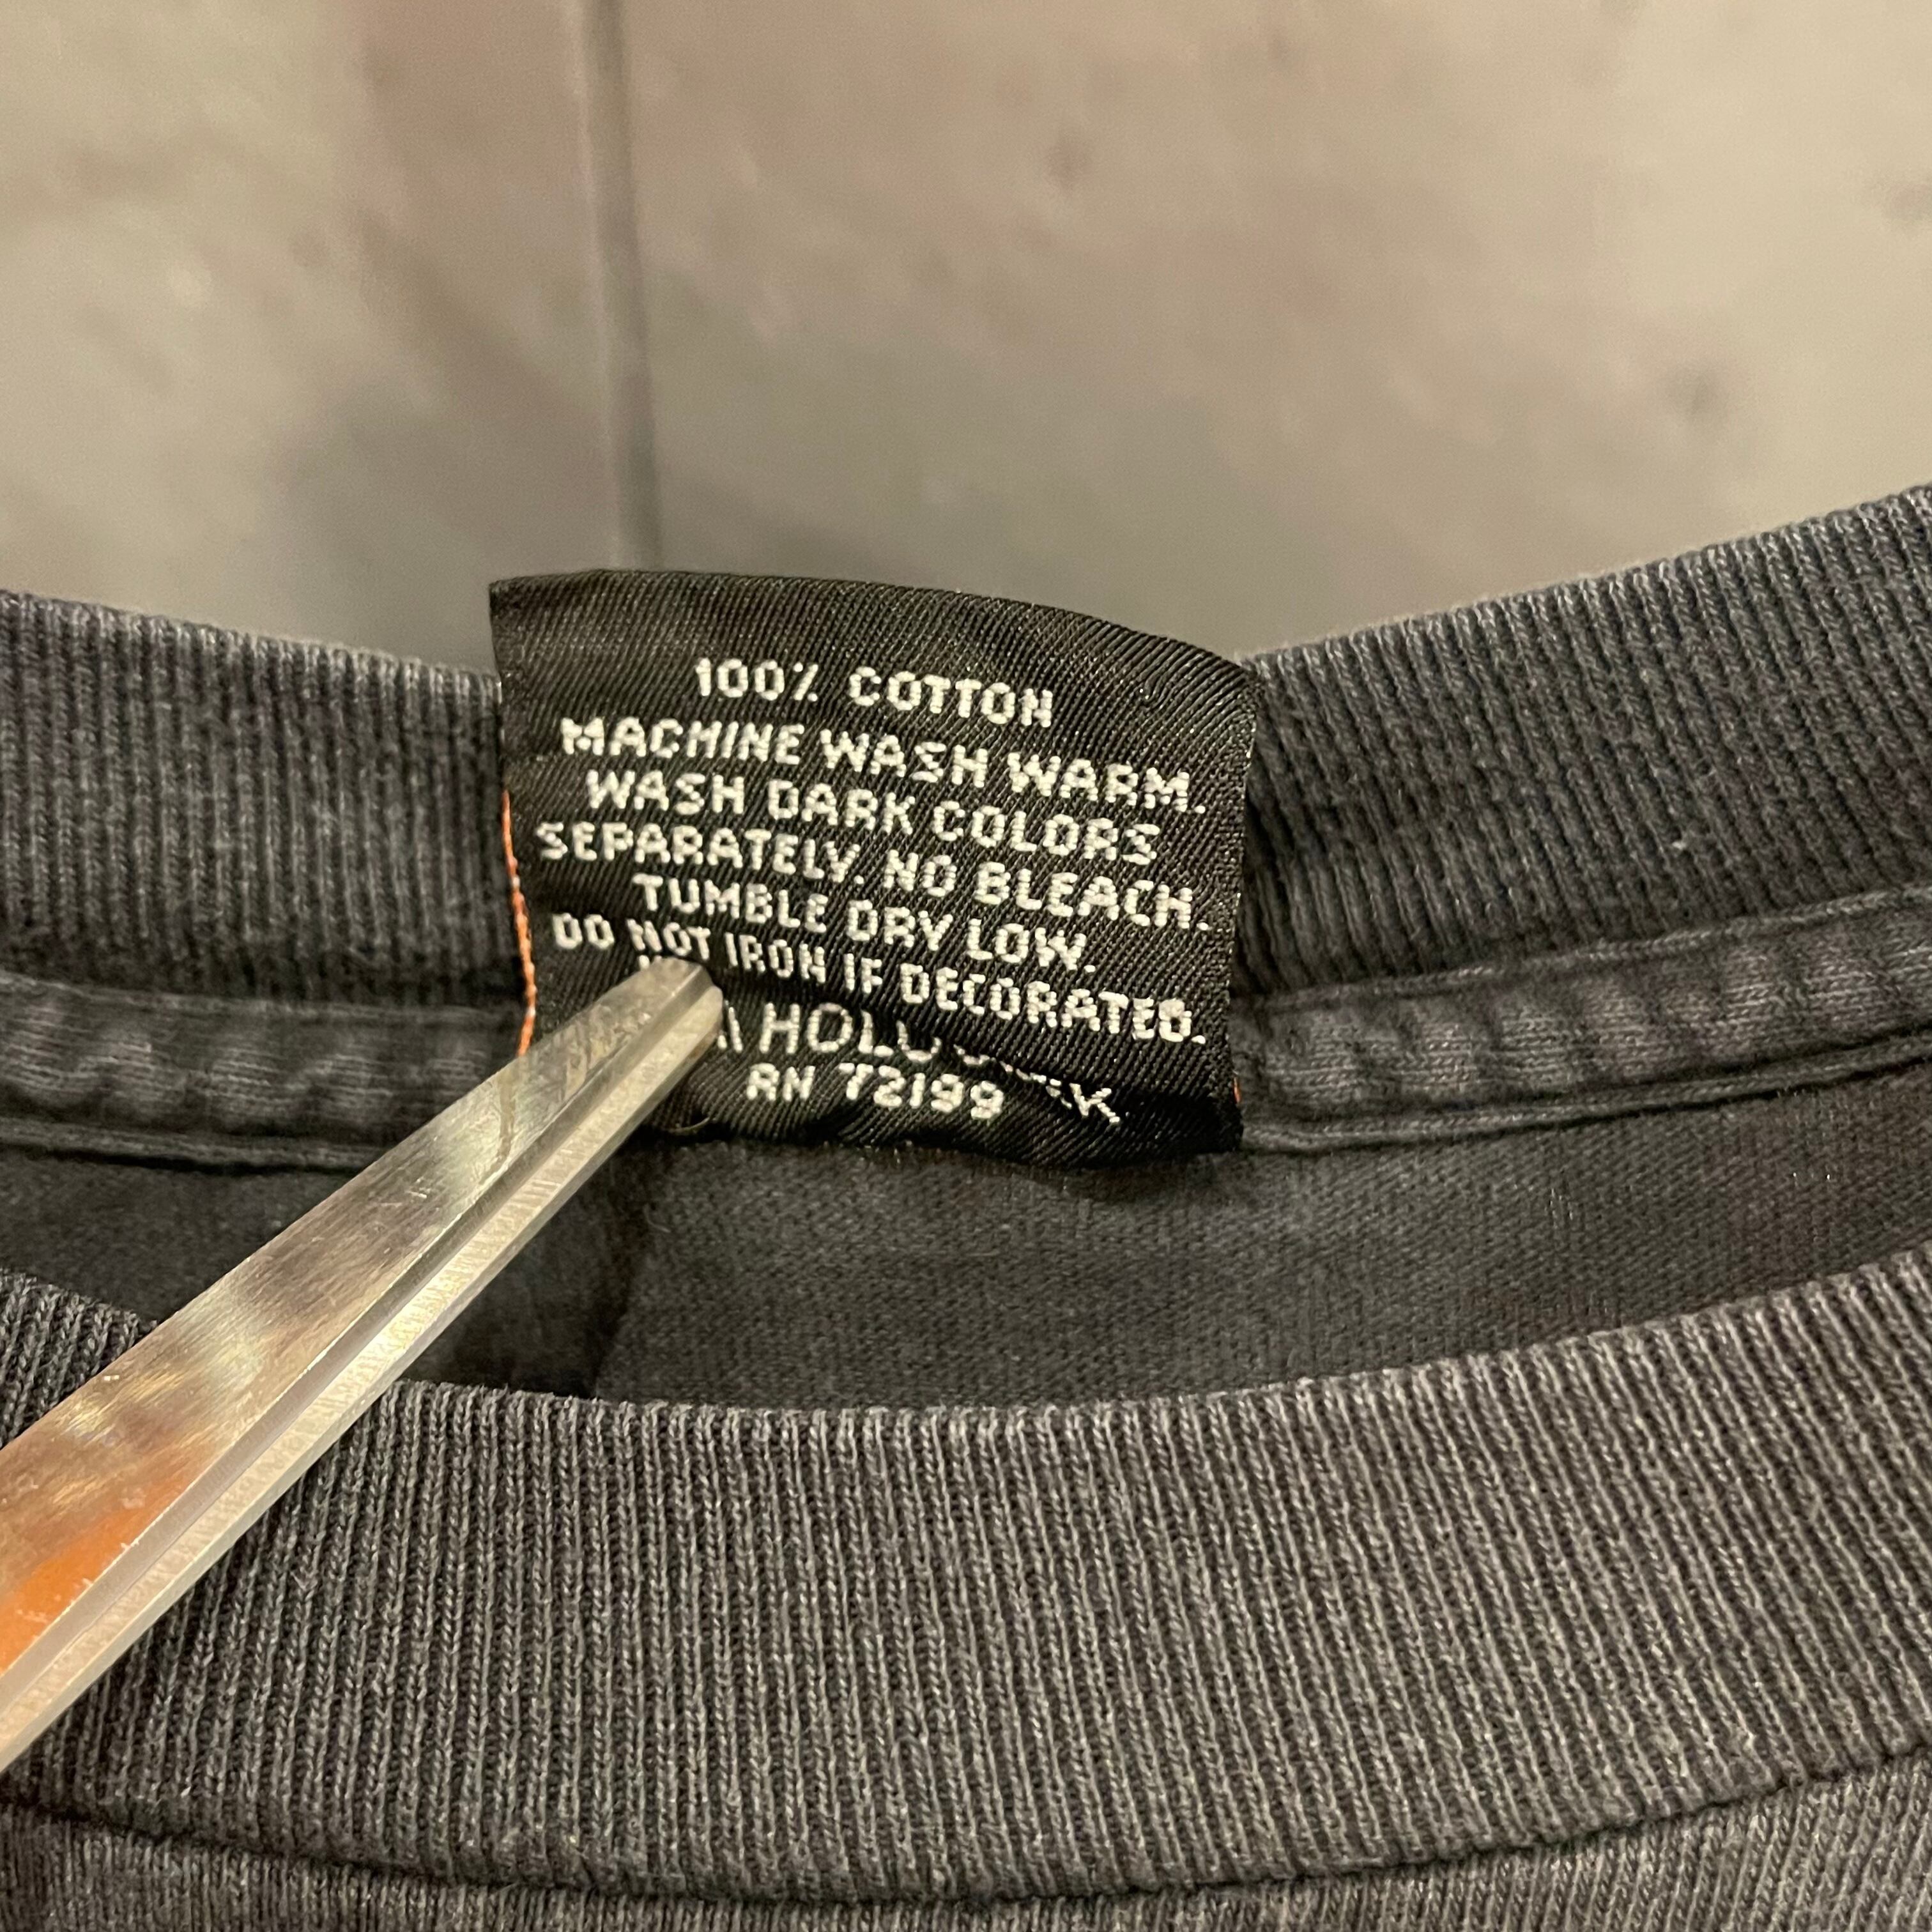 100% COTTON
MACHINE WASH WARM.
WASH DARK COLORS
SEPARATELY. NO BLEACH.
TUMBLE DRY LOW.
DO NOT IRON IF DECORATED.
RN 72199